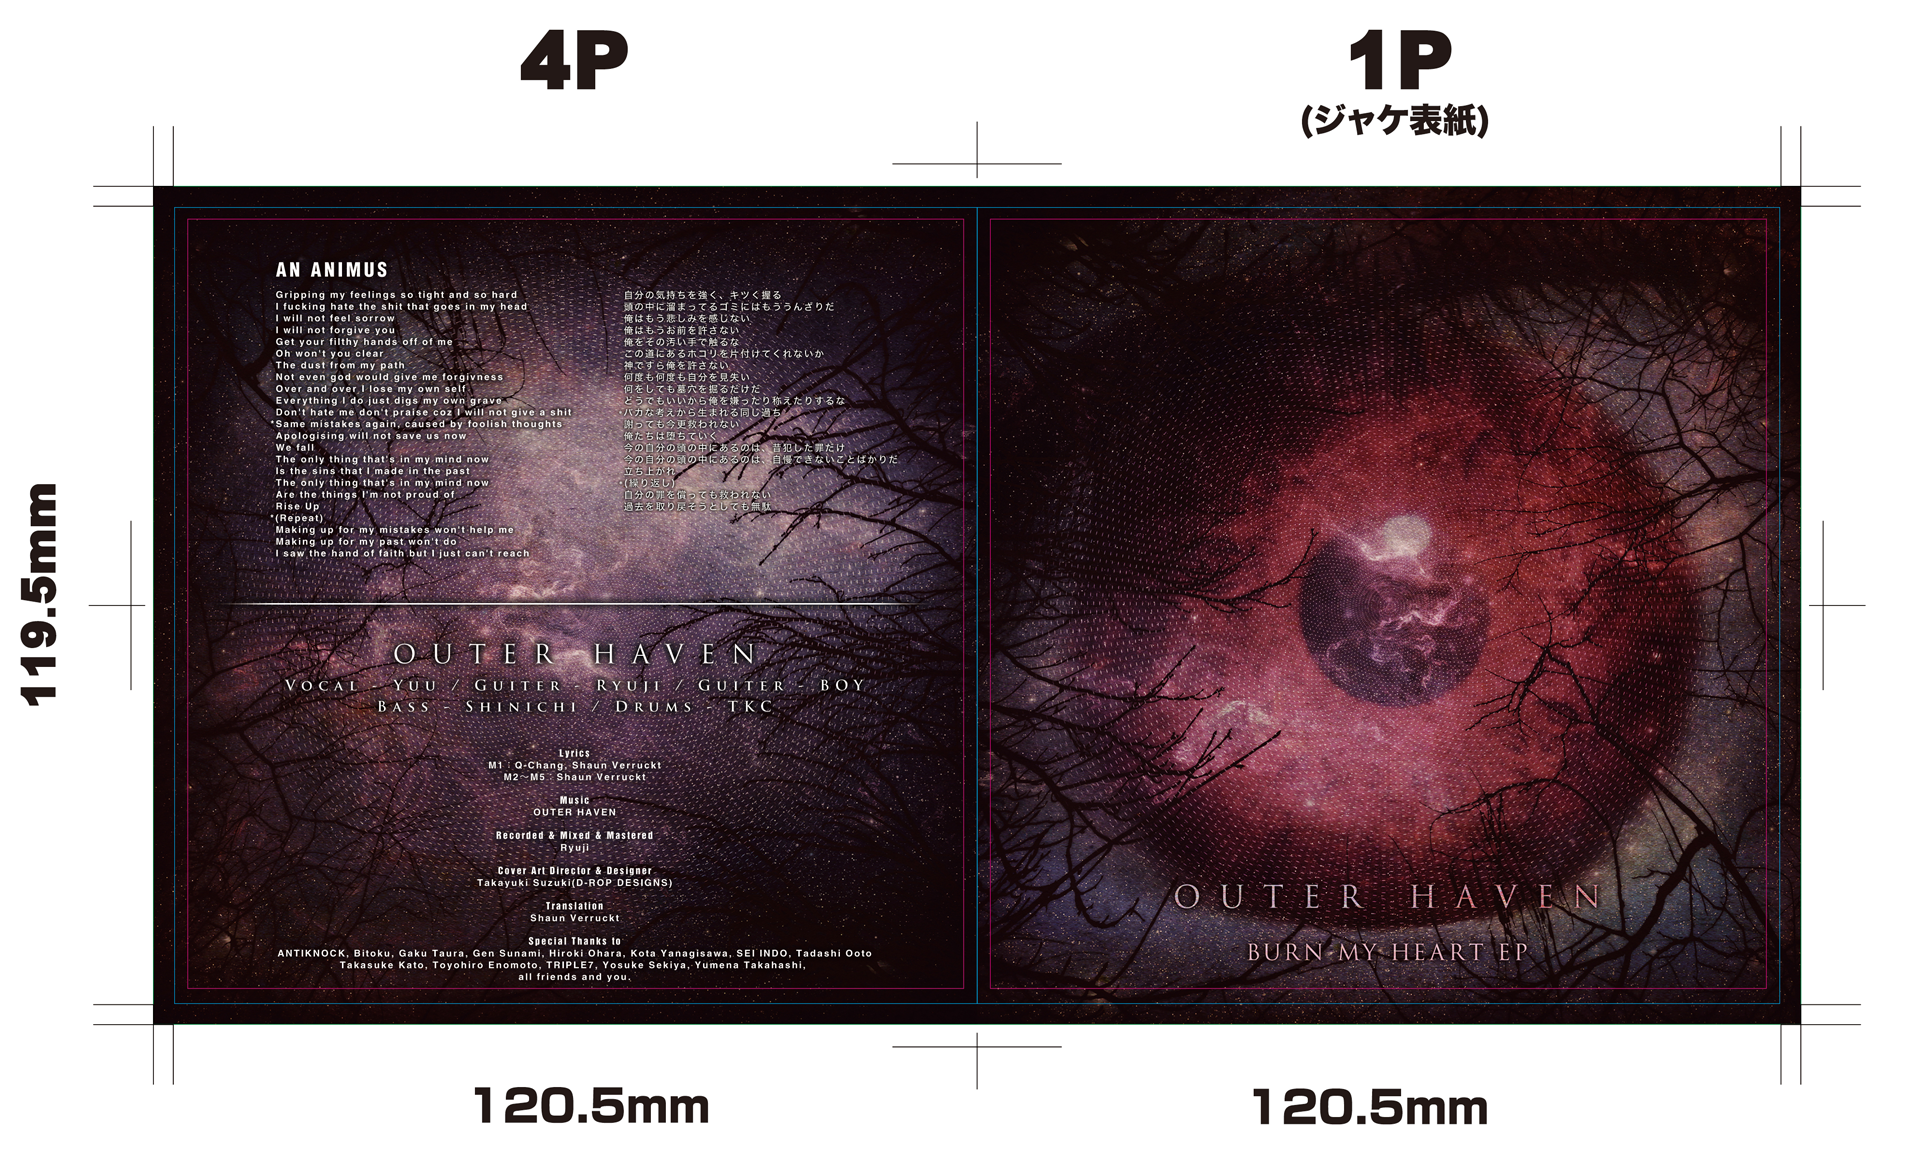 4P
1P
(ジャケ表紙)
119.5mm
AN ANIMUS
Gripping my feelings so tight and so hard
I fucking hate the shit that goes in my head
I will not feel sorrow
I will not forgive you
Get your filthy hands off of me
Oh won't you clear
The dust from my path
Not even god would give me forgivness
Over and over I lose my own self
Everything I do just digs my own grave
Don't hate me don't praise coz I will not give a shit
*Same mistakes again, caused by foolish thoughts
Apologising will not save us now
We fall
The only thing that's in my mind now
Is the sins that I made in the past
The only thing that's in my mind now
Are the things I'm not proud of
Rise Up
*(Repeat)
Making up for my mistakes won't help me
Making up for my past won't do
I saw the hand of faith but I just can't reach
自分の気持ちを強く、キツく握る
頭の中に溜まってるゴミにはもううんざりだ
俺はもう悲しみを感じない
俺はもうお前を許さない
俺をその汚い手で触るな
この道にあるホコリを片付けてくれないか
神ですら俺を許さない
何度も何度も自分を見失い
何をしても墓穴を掘るだけだ
どうでもいいから俺を嫌ったり称えたりするな
*バカな考えから生まれる同じ過ち
謝っても今更救われない
俺たちは堕ちていく
今の自分の頭の中にあるのは、昔犯した罪だけ
今の自分の頭の中にあるのは、自慢できないことばかりだ
立ち上がれ
*(繰り返し)
自分の罪を償っても救われない
過去を取り戻そうとしても無駄
OUTER HAVEN
VOCAL - YUU / GUITER - RYUJI / GUITER - BOY
BASS - SHINICHI / DRUMS - TKC
Lyrics
M1：Q-Chang, Shaun Verruckt
M2〜M5：Shaun Verruckt
Music
OUTER HAVEN
Recorded & Mixed & Mastered
Ryuji
Cover Art Director & Designer
Takayuki Suzuki(D-ROP DESIGNS)
Translation
Shaun Verruckt
Special Thanks to
ANTIKNOCK, Bitoku, Gaku Taura, Gen Sunami, Hiroki Ohara, Kota Yanagisawa, SEI INDO, Tadashi Ooto
Takasuke Kato, Toyohiro Enomoto, TRIPLE7, Yosuke Sekiya, Yumena Takahashi,
all friends and you.
OUTER HAVEN
BURN MY HEART EP
120.5mm
120.5mm